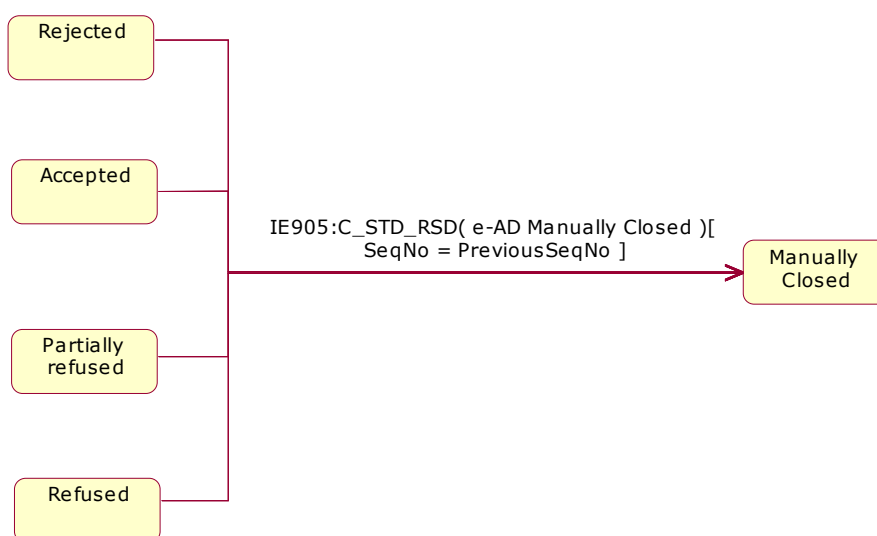 Rejected
Accepted
IE905:C_STD_RSD( e-AD Manually Closed )[
SeqNo = PreviousSeqNo ]
Manually
Closed
Partially
refused
Refused